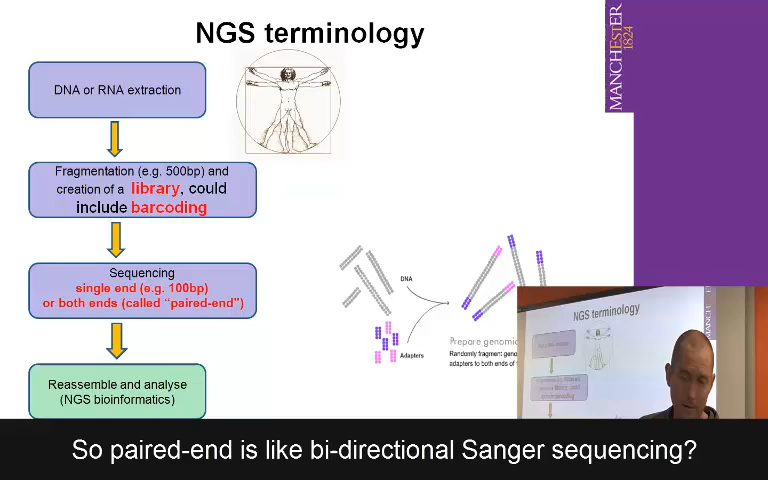 NGS terminology
MANCHESTER
1824
DNA or RNA extraction
Fragmentation (e.g. 500bp) and
creation of a library, could
include barcoding
Sequencing
single end (e.g. 100bp)
or both ends (called “paired-end”)
Reassemble and analyse
(NGS bioinformatics)
DNA
Adapters
Prepare genomic
Randomly fragment geno
adapters to both ends of
NGS terminology
So paired-end is like bi-directional Sanger sequencing?